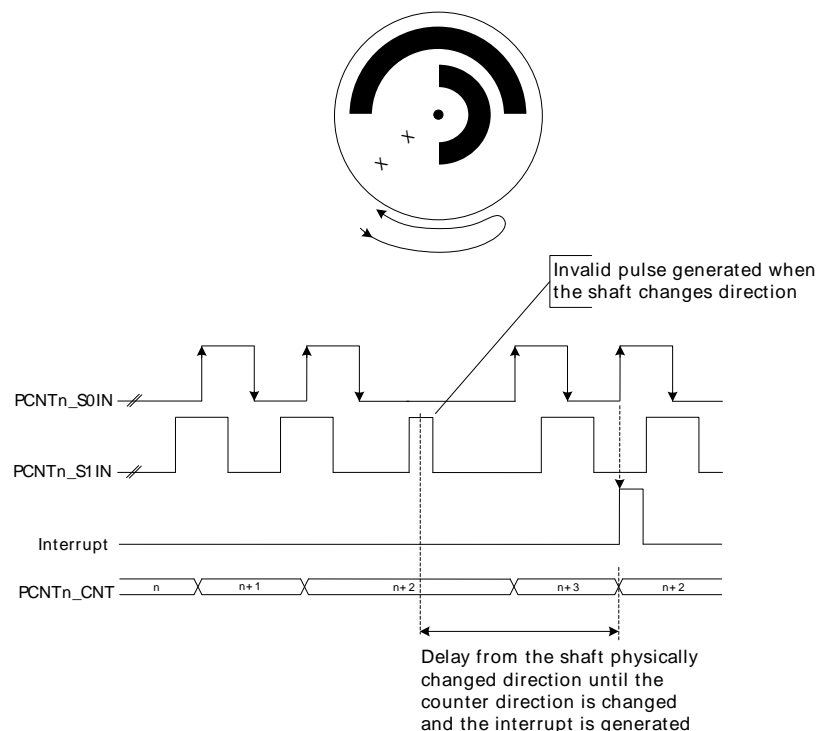 X
X
Invalid pulse generated when
the shaft changes direction
PCNTn_S0IN
PCNTn_S1IN
Interrupt
PCNTn_CNT
n n+1 n+2 n+3 n+2
Delay from the shaft physically
changed direction until the
counter direction is changed
and the interrupt is generated